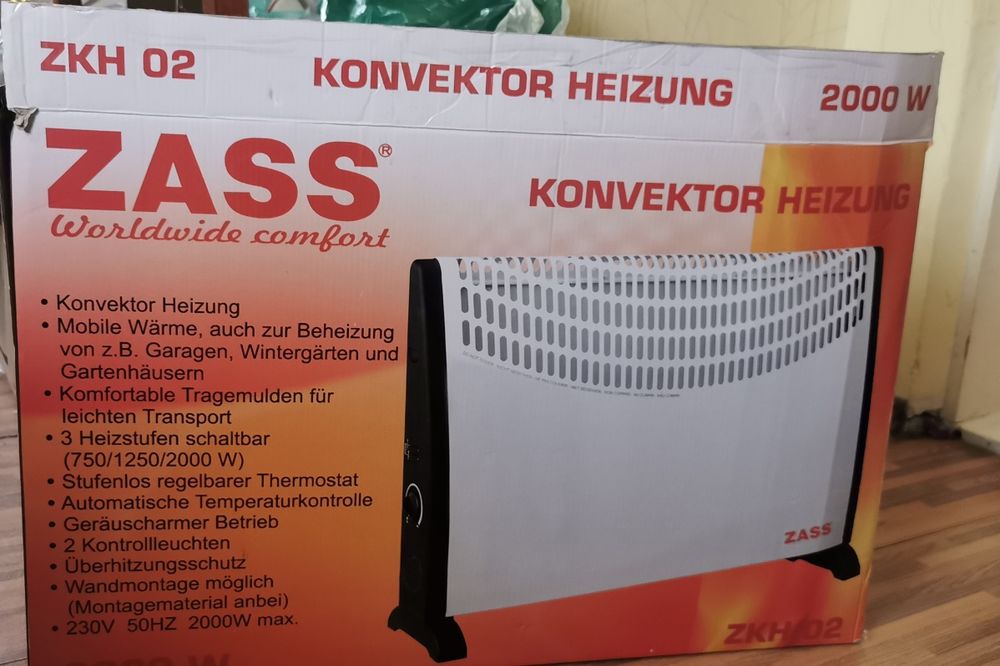 ZKH 02 KONVEKTOR HEIZUNG 2000 W
ZASS®
Worldwide comfort
KONVEKTOR HEIZUNG
• Konvektor Heizung
• Mobile Wärme, auch zur Beheizung
von z.B. Garagen, Wintergärten und
Gartenhäusern
• Komfortable Tragemulden für
leichten Transport
• 3 Heizstufen schaltbar
(750/1250/2000 W)
• Stufenlos regelbarer Thermostat
• Automatische Temperaturkontrolle
• Geräuscharmer Betrieb
• 2 Kontrollleuchten
• Überhitzungsschutz
• Wandmontage möglich
(Montagematerial anbei)
• 230V 50HZ 2000W max.
ZASS
ZKH 02
2000 W